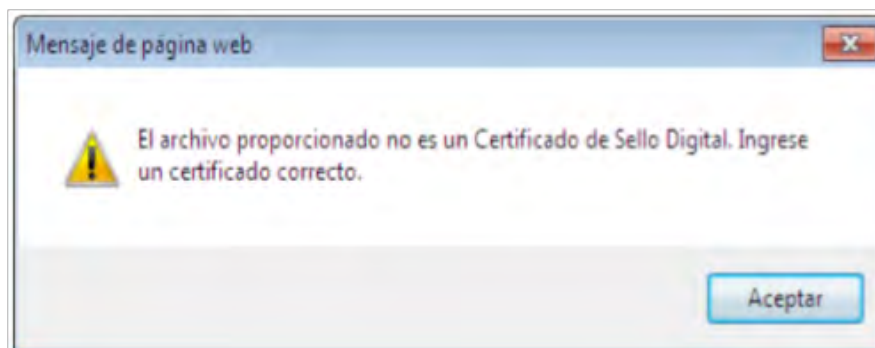 Mensaje de página web
El archivo proporcionado no es un Certificado de Sello Digital. Ingrese
un certificado correcto.
Aceptar